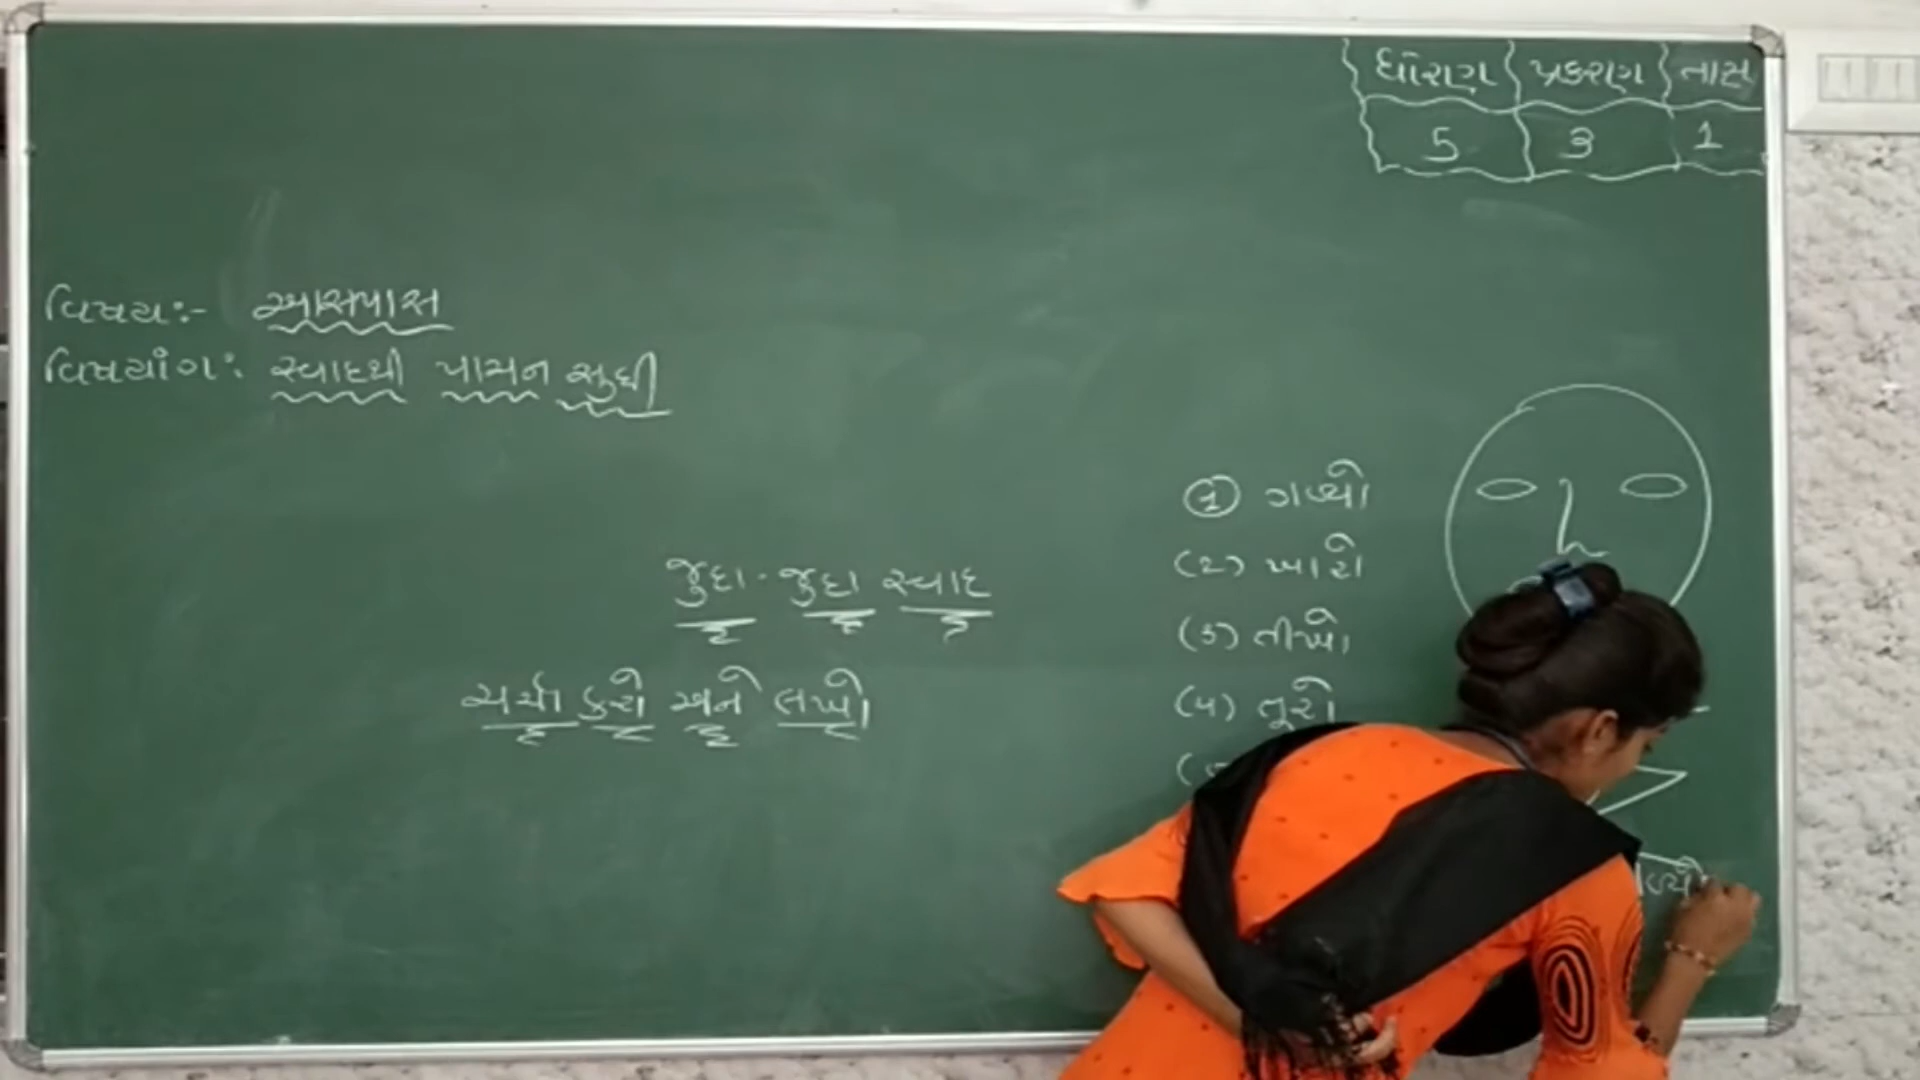 ધોરણ પ્રકરણ તાસ
5 3 1
વિષય:- આસપાસ
વિષયાંગ: સ્વાદથી પાચન સુધી
(1) ગળ્યો
(2) ખારો
(3) તીખો
(4) તૂરો
જુદા-જુદા સ્વાદ
ચર્ચા કરો અને લખો